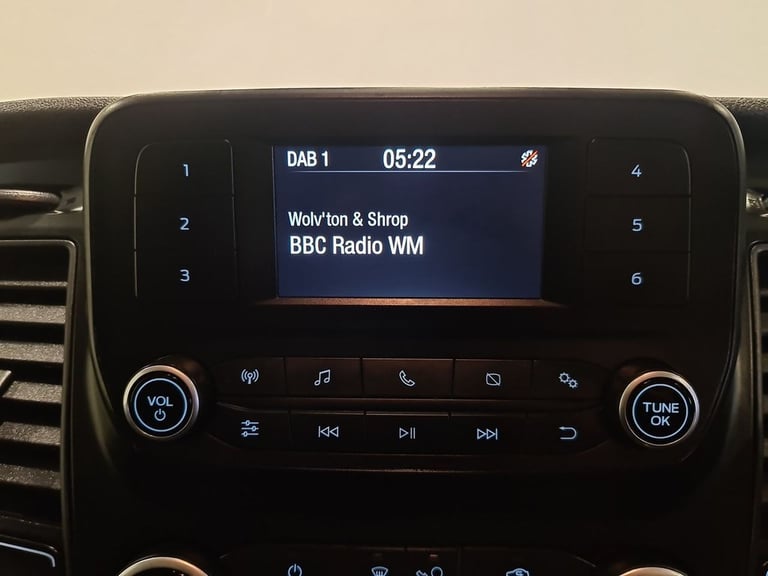 DAB 1 05:22
Wolv'ton & Shrop
BBC Radio WM
1
2
3
4
5
6
VOL
TUNE
OK